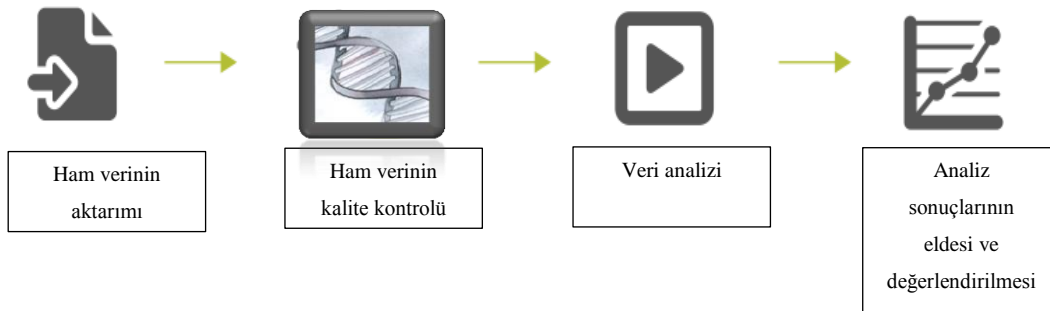 Ham verinin
aktarımı
Ham verinin
kalite kontrolü
Veri analizi
Analiz
sonuçlarının
eldesi ve
değerlendirilmesi